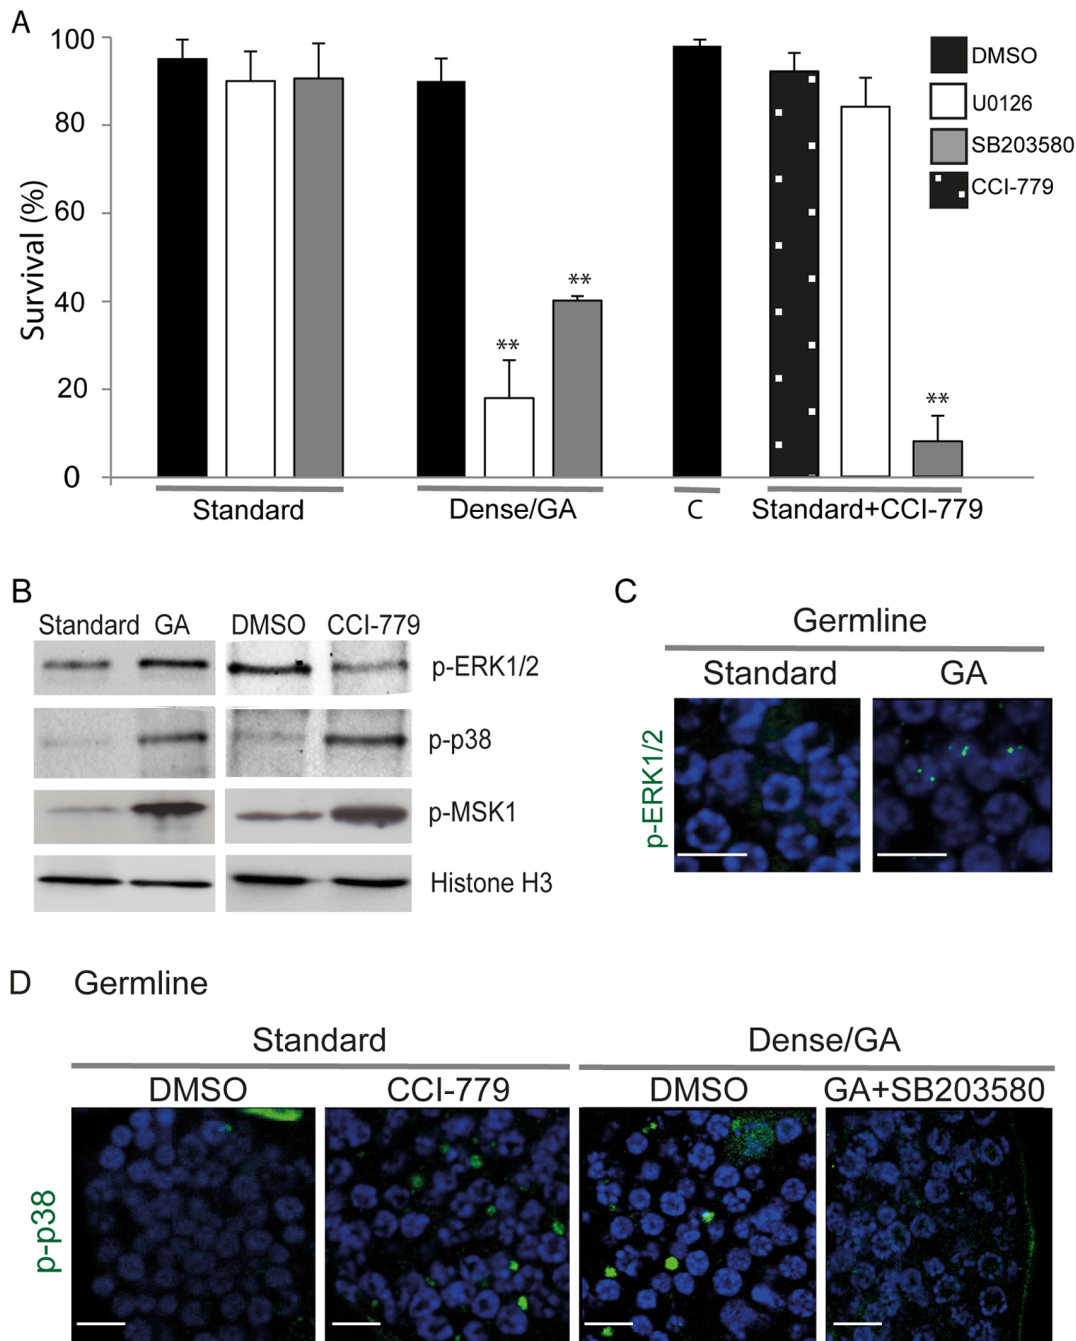 A
100
80
60
40
20
0
Survival (%)
**
**
**
DMSO
U0126
SB203580
CCI-779
Standard
Dense/GA
C
Standard+CCI-779
B
Standard GA DMSO CCI-779
p-ERK1/2
p-p38
p-MSK1
Histone H3
C
Germline
Standard GA
p-ERK1/2
D Germline
Standard Dense/GA
DMSO CCI-779 DMSO GA+SB203580
p-p38